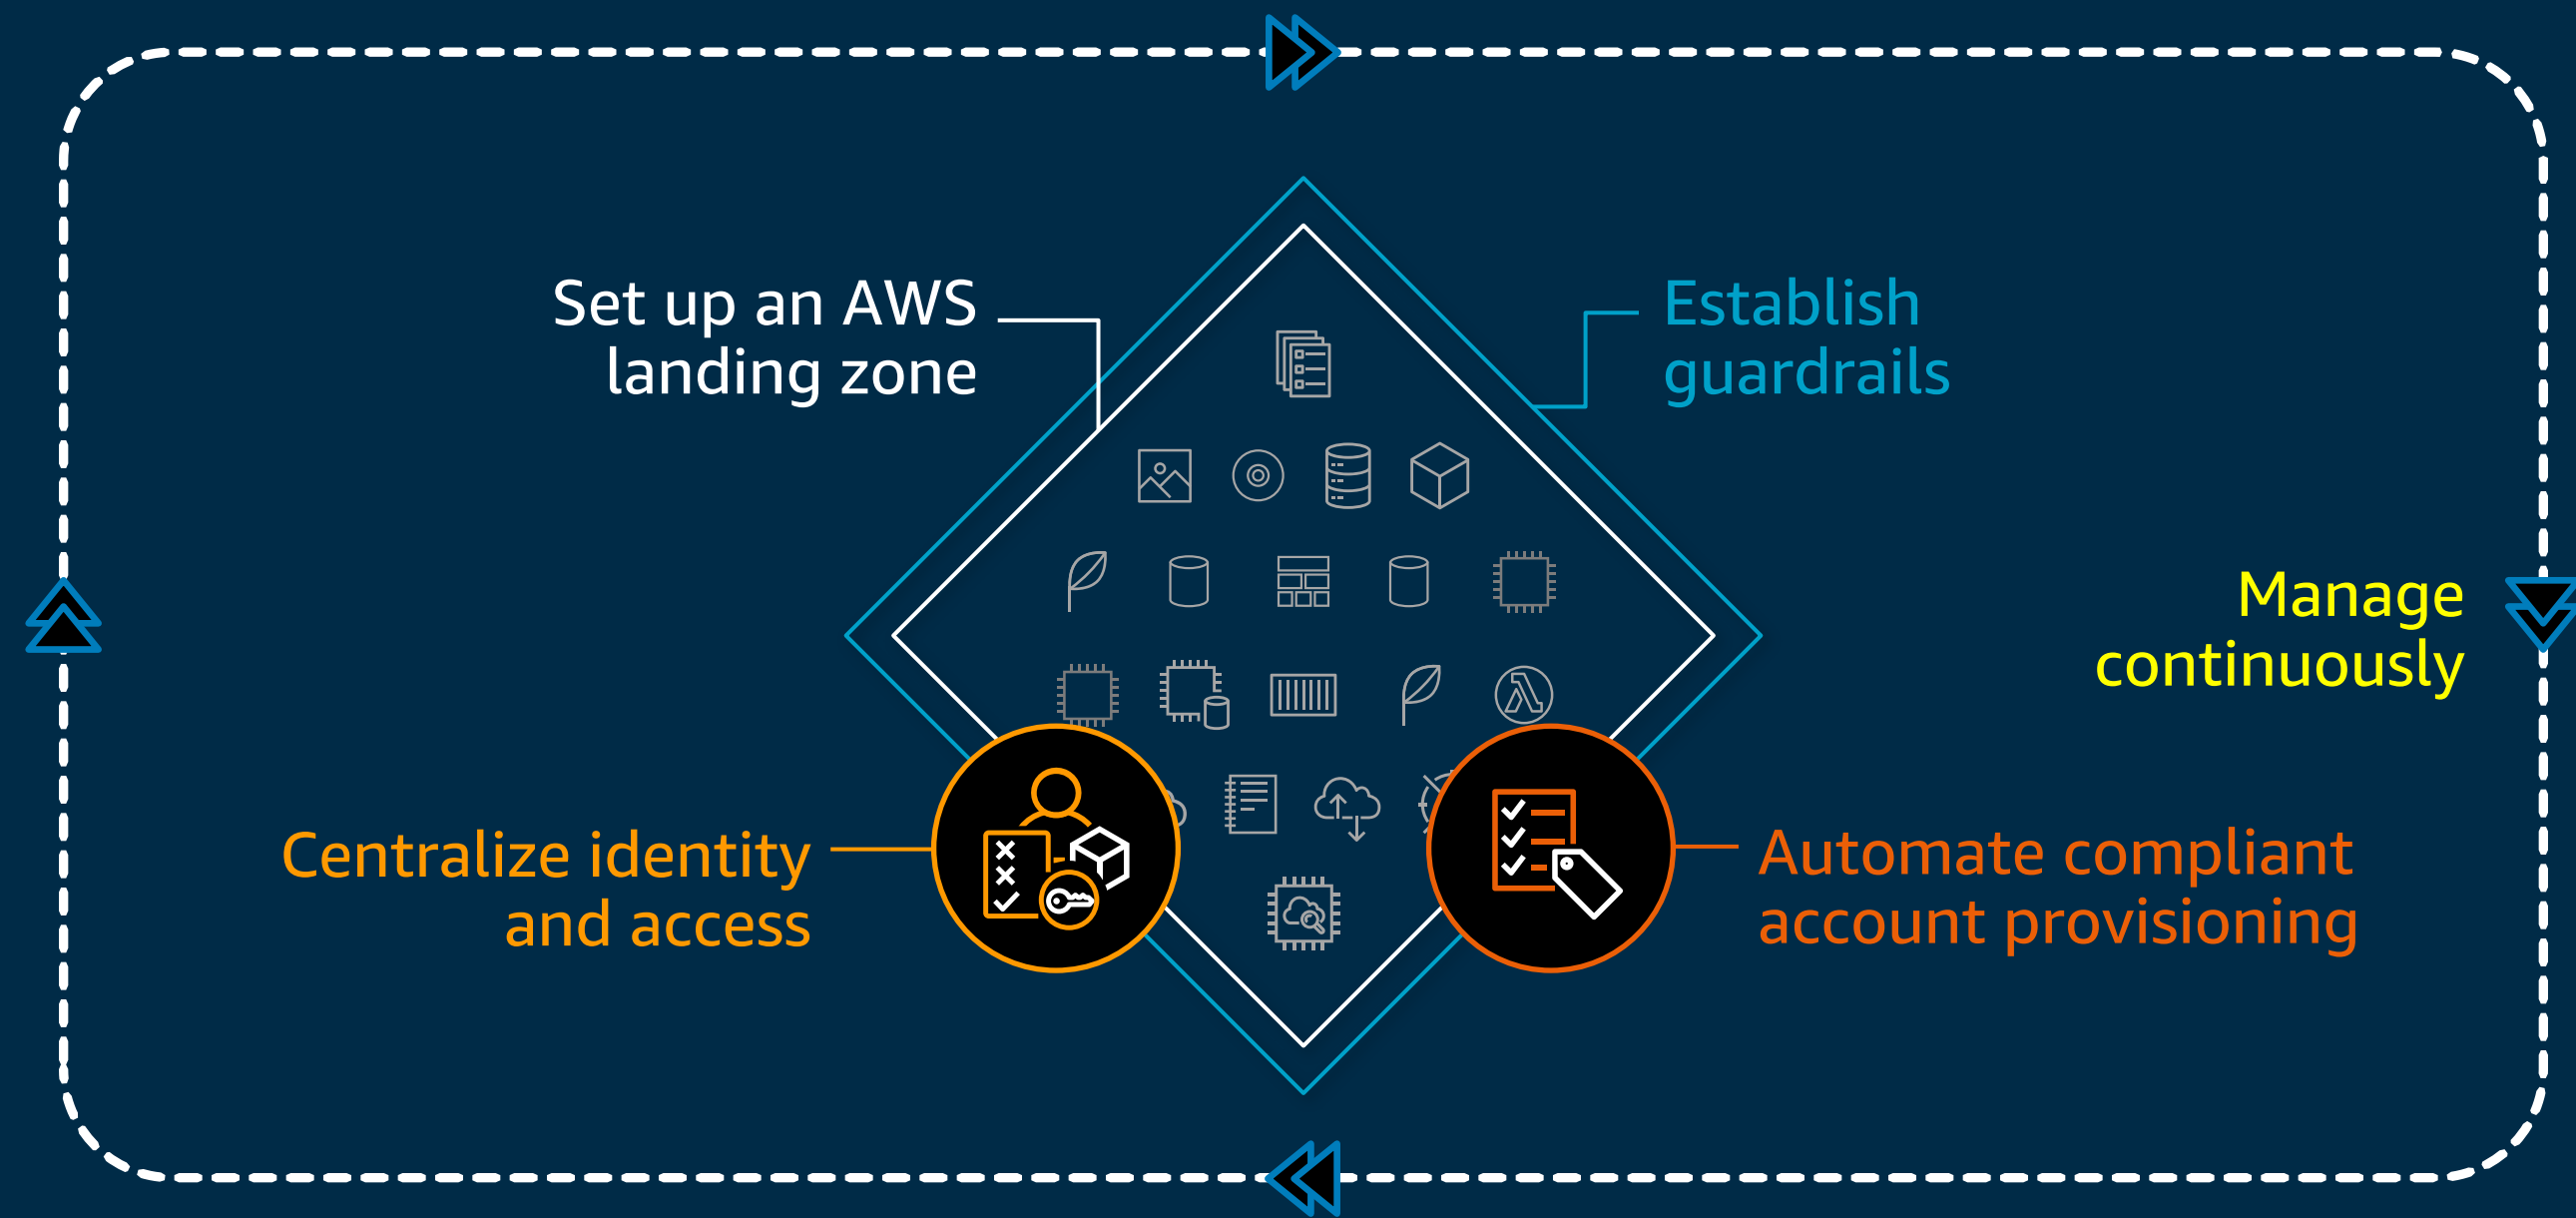 Set up an AWS
landing zone
Establish
guardrails
Manage
continuously
Centralize identity
and access
Automate compliant
account provisioning